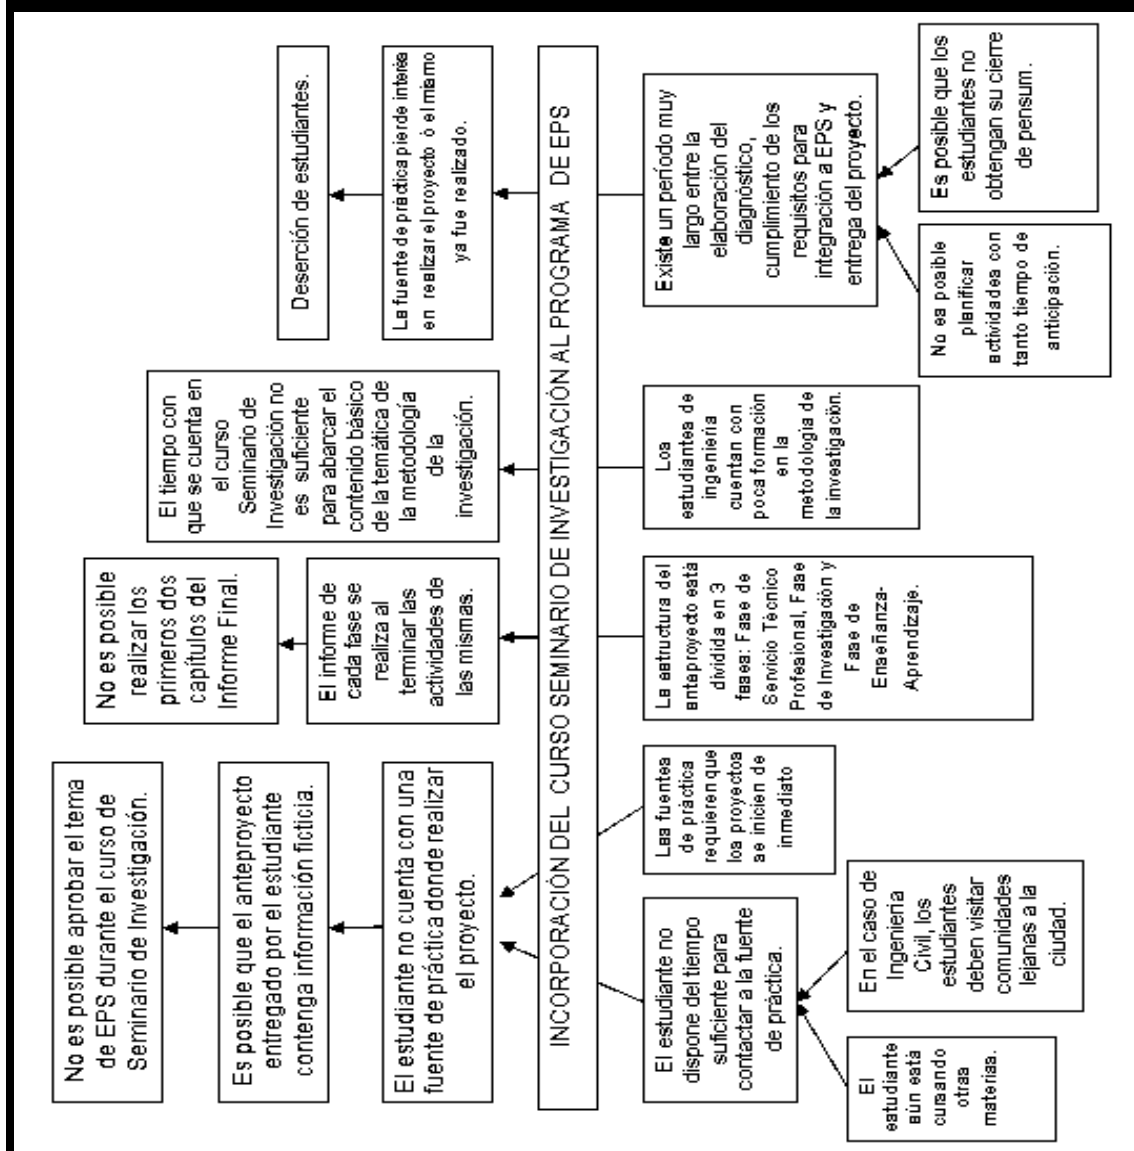 No es posible aprobar el tema
de EPS durante el curso de
Seminario de Investigación.
No es posible
realizar los
primeros dos
capítulos del
Informe Final.
El tiempo con
que se cuenta en
el curso
Seminario de
Investigación no
es suficiente
para abarcar el
contenido básico
de la temática de
la metodología
de la
investigación.
Deserción de estudiantes.
Es posible que el anteproyecto
entregado por el estudiante
contenga información ficticia.
El informe de
cada fase se
realiza al
terminar las
actividades de
las mismas.
La fuente de práctica pierde interés
en realizar el proyecto ó el mismo
ya fue realizado.
El estudiante no cuenta con una
fuente de práctica donde realizar
el proyecto.
INCORPORACIÓN DEL CURSO SEMINARIO DE INVESTIGACIÓN AL PROGRAMA DE EPS
El estudiante no
dispone del tiempo
suficiente para
contactar a la fuente
de práctica.
Las fuentes
de práctica
requieren que
los proyectos
se inicien de
inmediato
La estructura del
anteproyecto está
dividida en 3
fases: Fase de
Servicio Técnico
Profesional, Fase
de Investigación y
Fase de
Enseñanza-
Aprendizaje.
Los
estudiantes de
ingeniería
cuentan con
poca formación
en la
metodología de
la investigación.
Existe un período muy
largo entre la
elaboración del
diagnóstico,
cumplimiento de los
requisitos para
integración a EPS y
entrega del proyecto.
El
estudiante
aún está
cursando
otras
materias.
En el caso de
Ingeniería
Civil, los
estudiantes
deben visitar
comunidades
lejanas a la
ciudad.
No es posible
planificar
actividades con
tanto tiempo de
anticipación.
Es posible que los
estudiantes no
obtengan su cierre
de pensum.